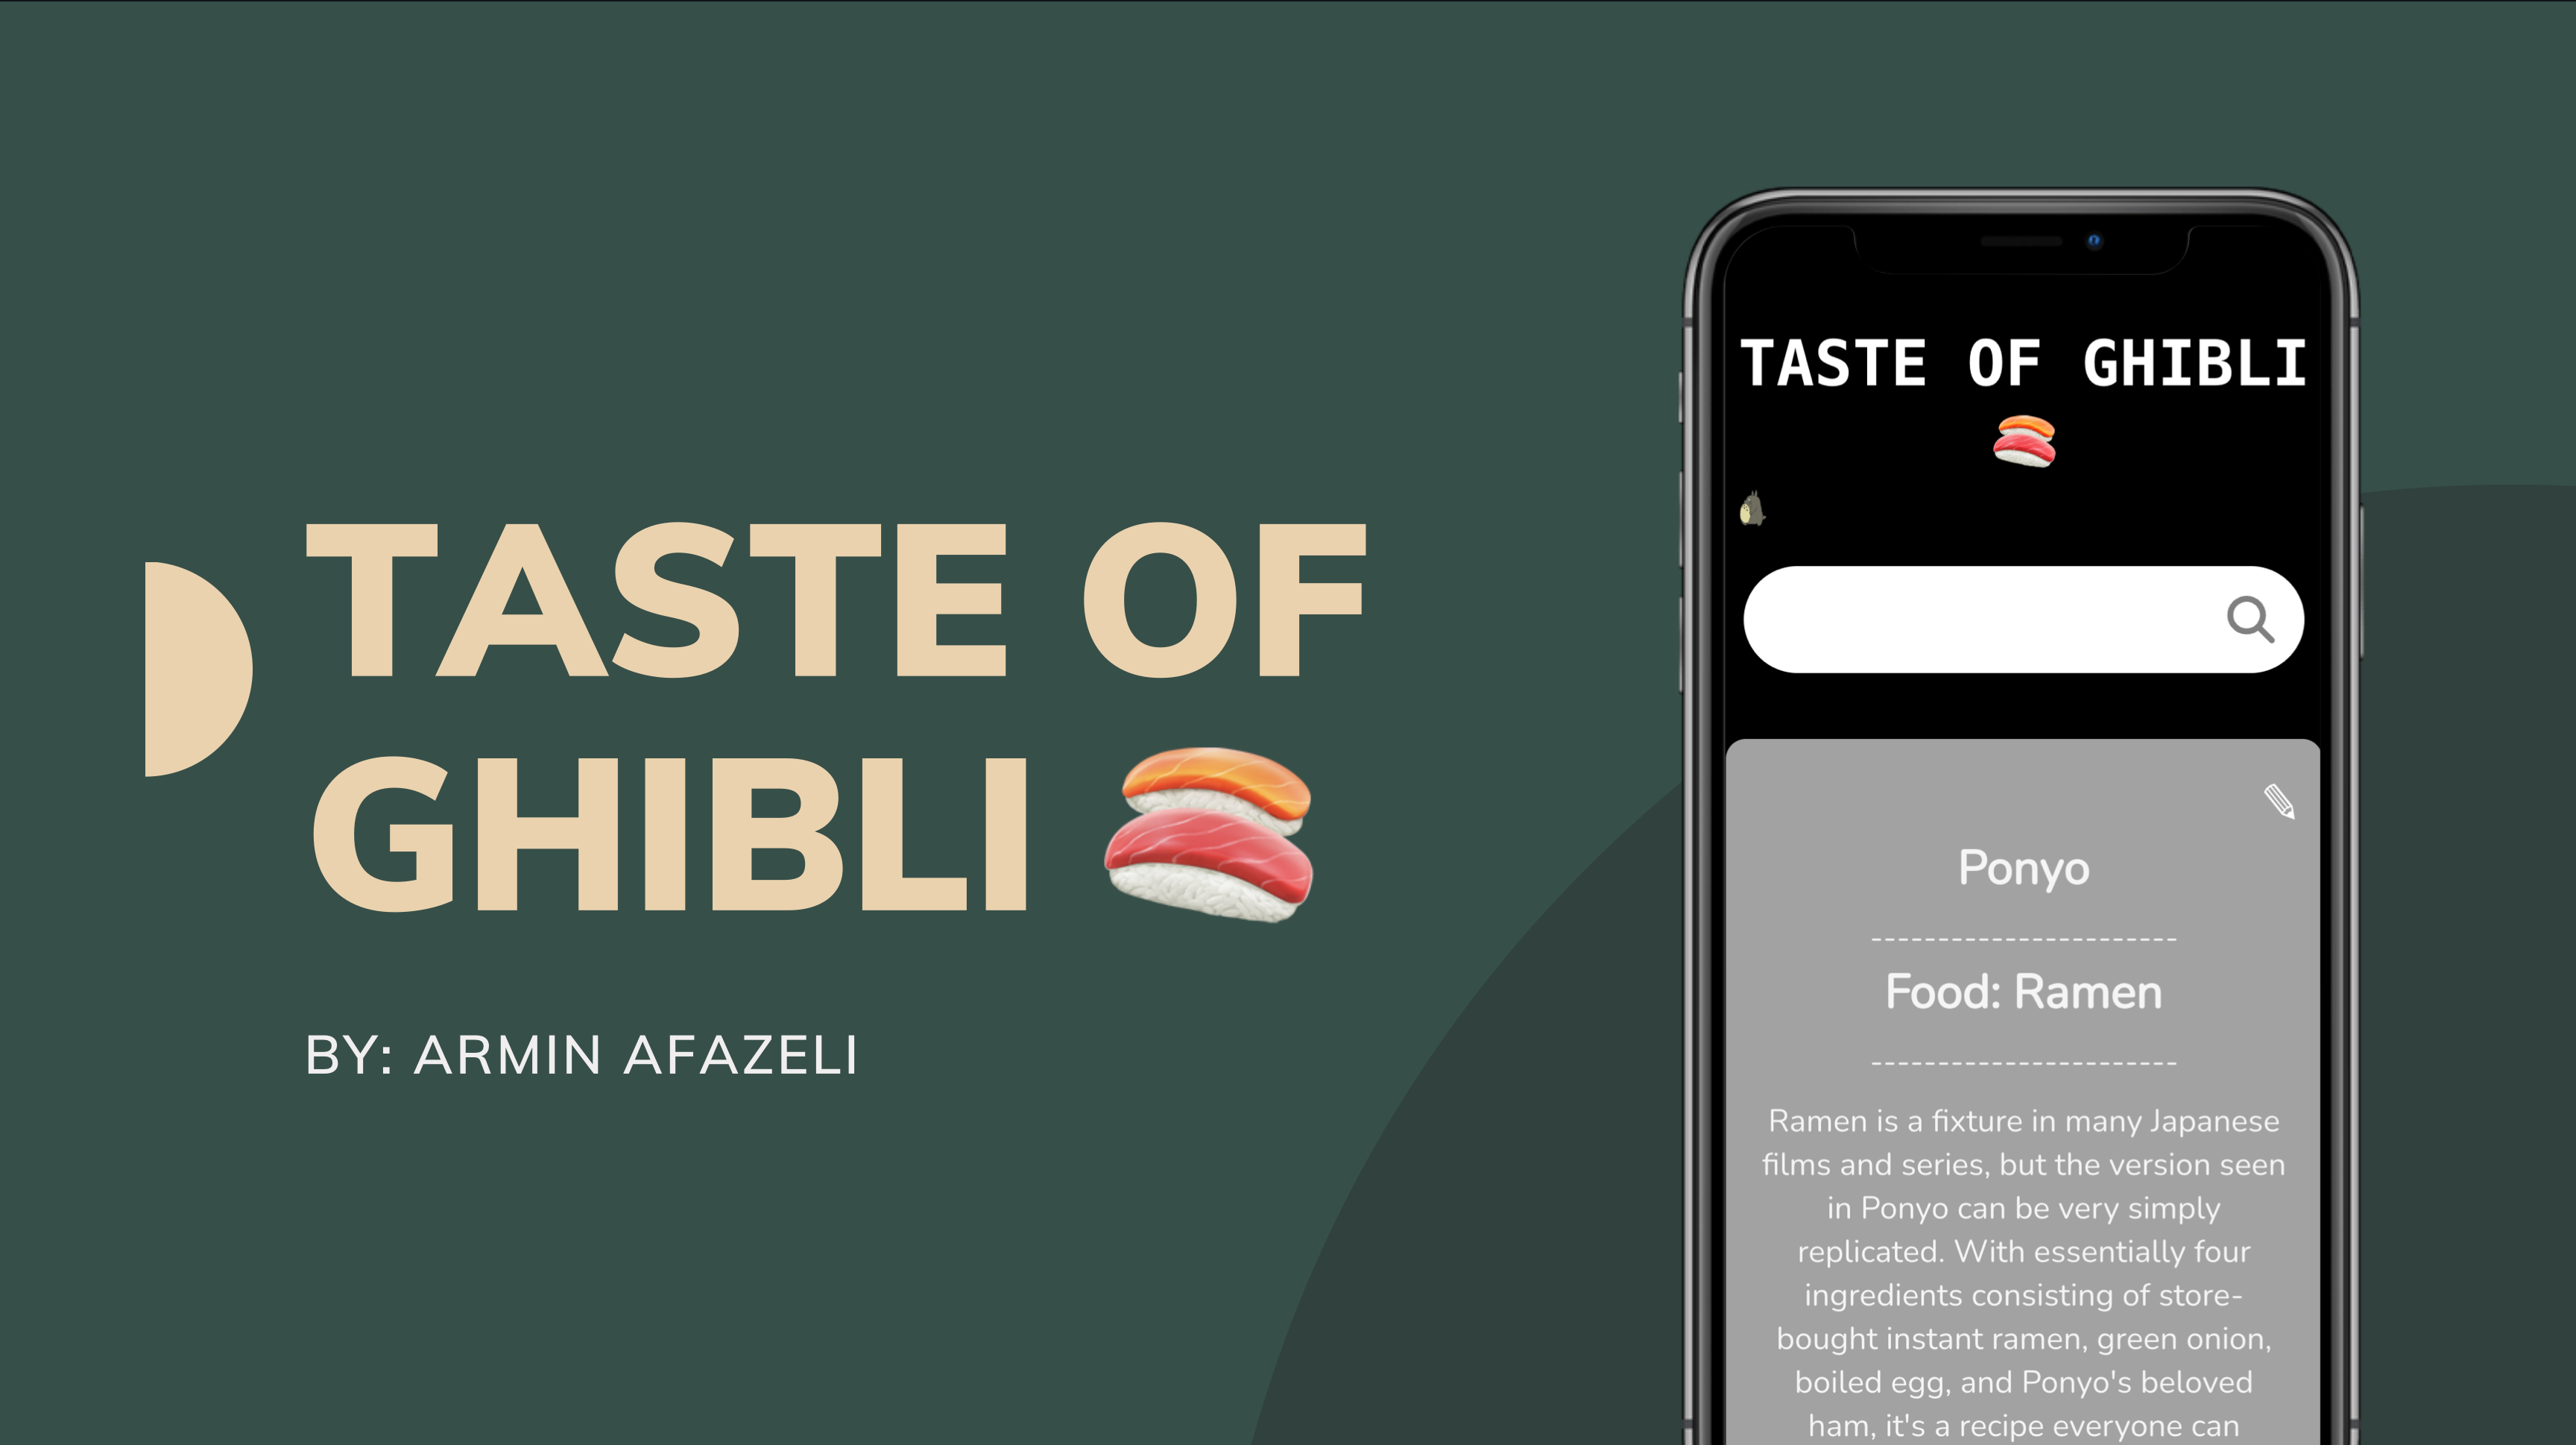 TASTE OF
GHIBLI
BY: ARMIN AFAZELI
TASTE OF GHIBLI
Ponyo
-----------------------
Food: Ramen
-----------------------
Ramen is a fixture in many Japanese
films and series, but the version seen
in Ponyo can be very simply
replicated. With essentially four
ingredients consisting of store-
bought instant ramen, green onion,
boiled egg, and Ponyo's beloved
ham, it's a recipe everyone can